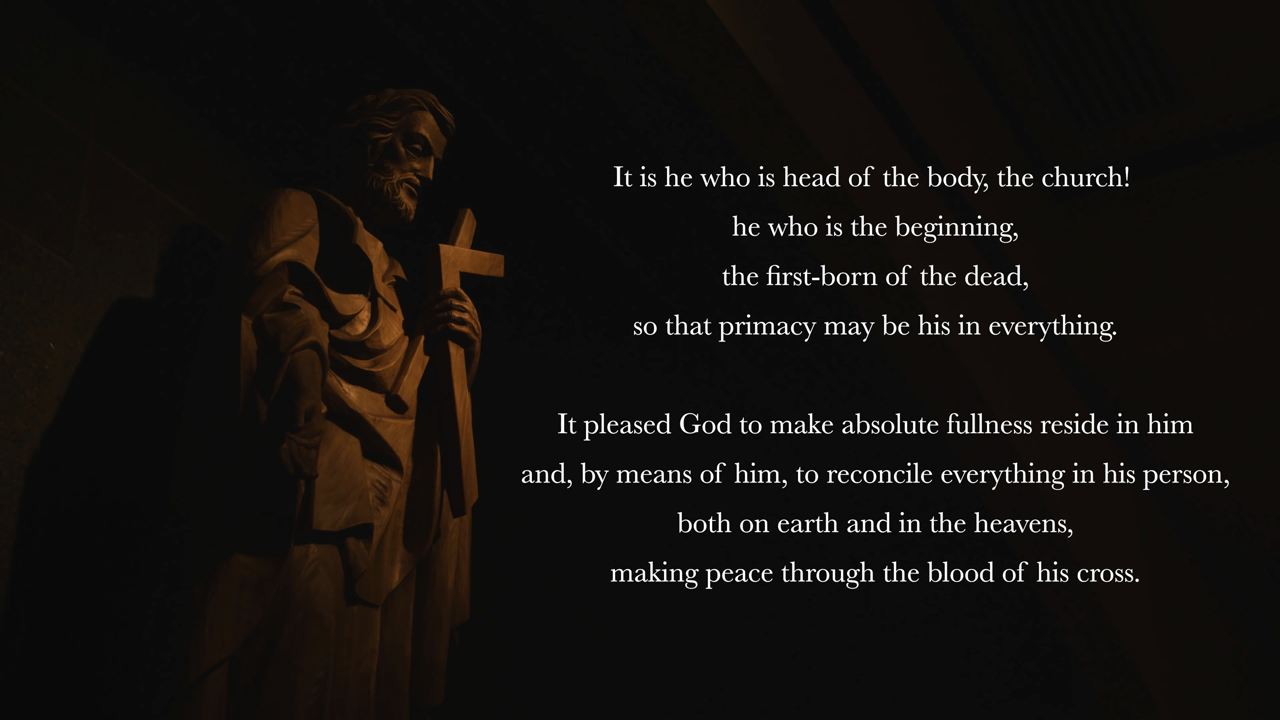 It is he who is head of the body, the church!
he who is the beginning,
the first-born of the dead,
so that primacy may be his in everything.
It pleased God to make absolute fullness reside in him
and, by means of him, to reconcile everything in his person,
both on earth and in the heavens,
making peace through the blood of his cross.